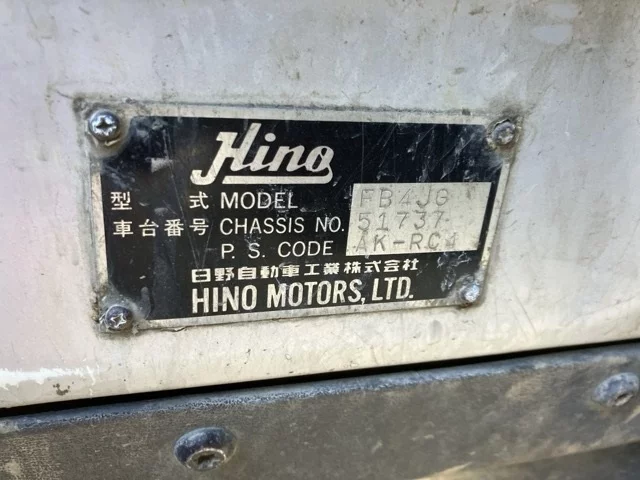 Hino
型 式 MODEL FB4JG
車台番号 CHASSIS NO. 51737
P. S. CODE AK-RC4
日野自動車工業株式会社
HINO MOTORS, LTD.